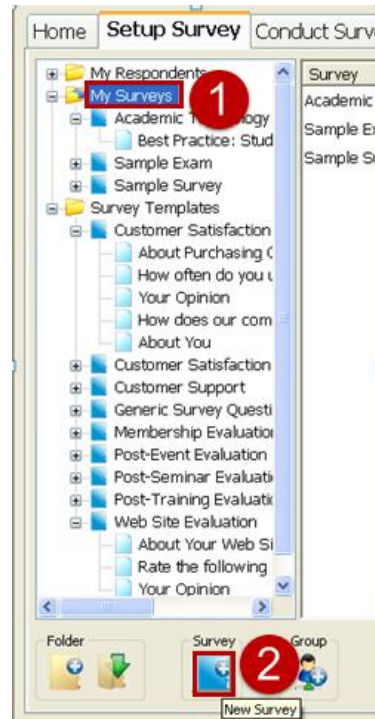 Home Setup Survey Conduct Surv
My Respondents
My Surveys
1
Academic T ology
Best Practice: Stud
Sample Exam
Sample Survey
Survey Templates
Customer Satisfaction
About Purchasing
How often do you u
Your Opinion
How does our com
About You
Customer Satisfaction
Customer Support
Generic Survey Questi
Membership Evaluation
Post-Event Evaluation
Post-Seminar Evaluati
Post-Training Evaluati
Web Site Evaluation
About Your Web Si
Rate the following
Your Opinion
Survey
Academic
Sample Ex
Sample Su
Folder
Survey
Group
2
New Survey